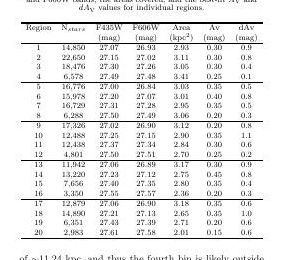 and F606W bands, the areas covered, and the best-fit A_V and
dA_V values for individual regions.
Region N_stars F435W F606W Area Av dAv
(mag) (mag) (kpc²) (mag) (mag)
1 14,850 27.07 26.93 2.93 0.30 0.9
2 22,650 27.15 27.02 3.11 0.30 0.8
3 18,476 27.30 27.26 3.05 0.30 0.4
4 6,578 27.49 27.48 3.41 0.25 0.1
5 16,776 27.00 26.84 3.03 0.35 0.5
6 15,978 27.20 27.07 3.01 0.40 0.8
7 16,729 27.31 27.28 2.95 0.35 0.5
8 6,288 27.50 27.49 3.06 0.20 0.3
9 17,326 27.02 26.90 3.12 0.20 0.8
10 12,488 27.25 27.15 2.90 0.35 1.1
11 12,438 27.37 27.34 2.84 0.30 0.6
12 4,801 27.50 27.51 2.70 0.25 0.2
13 11,942 27.06 26.89 3.17 0.30 0.9
14 13,220 27.23 27.12 2.75 0.45 0.8
15 7,656 27.40 27.35 2.80 0.35 0.4
16 3,350 27.55 27.57 2.36 0.20 0.3
17 12,879 27.06 26.90 3.18 0.35 0.6
18 14,890 27.21 27.13 2.65 0.35 1.0
19 6,351 27.43 27.39 2.71 0.20 0.6
20 2,983 27.61 27.58 2.01 0.15 0.6
of ~11.24 kpc, and thus the fourth bin is likely outside